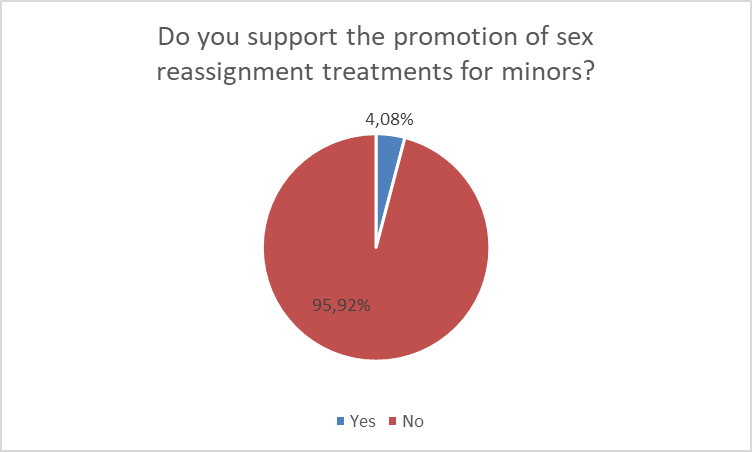 Do you support the promotion of sex
reassignment treatments for minors?
4,08%
95,92%
Yes No